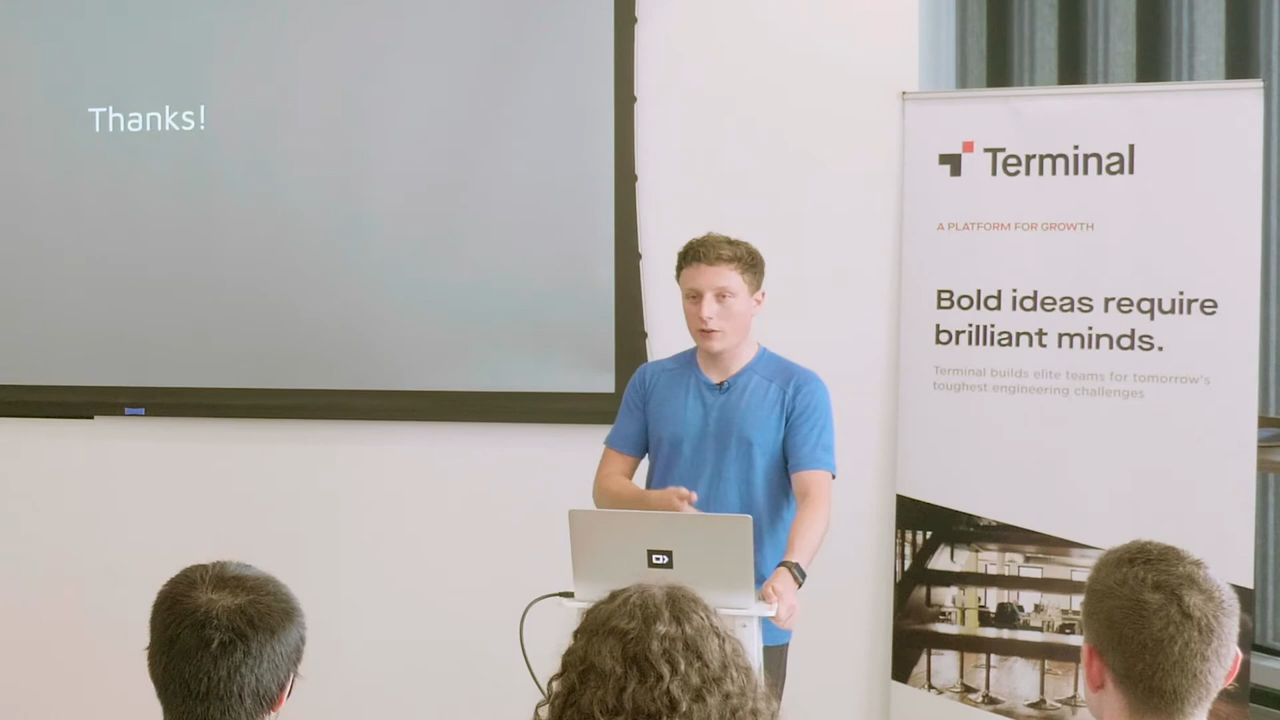 Thanks!
Terminal
A PLATFORM FOR GROWTH
Bold ideas require
brilliant minds.
Terminal builds elite teams for tomorrow's
toughest engineering challenges